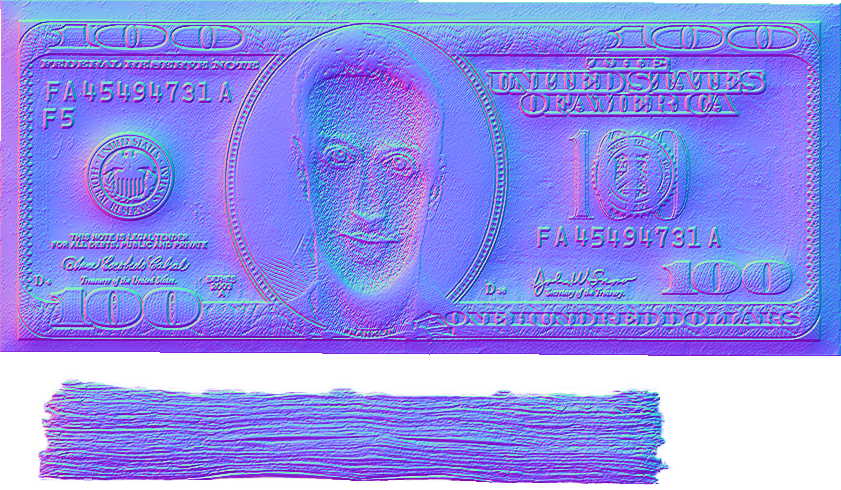 100 100
FEDERAL RESERVE NOTE
THE
UNITED STATES
OF AMERICA
FA 45494731 A
F5
100
FA 45494731 A
THIS NOTE IS LEGAL TENDER
FOR ALL DEBTS, PUBLIC AND PRIVATE
Treasurer of the United States.
Secretary of the Treasury.
SERIES
2003
A
D
100 100
FRANKLIN
ONE HUNDRED DOLLARS